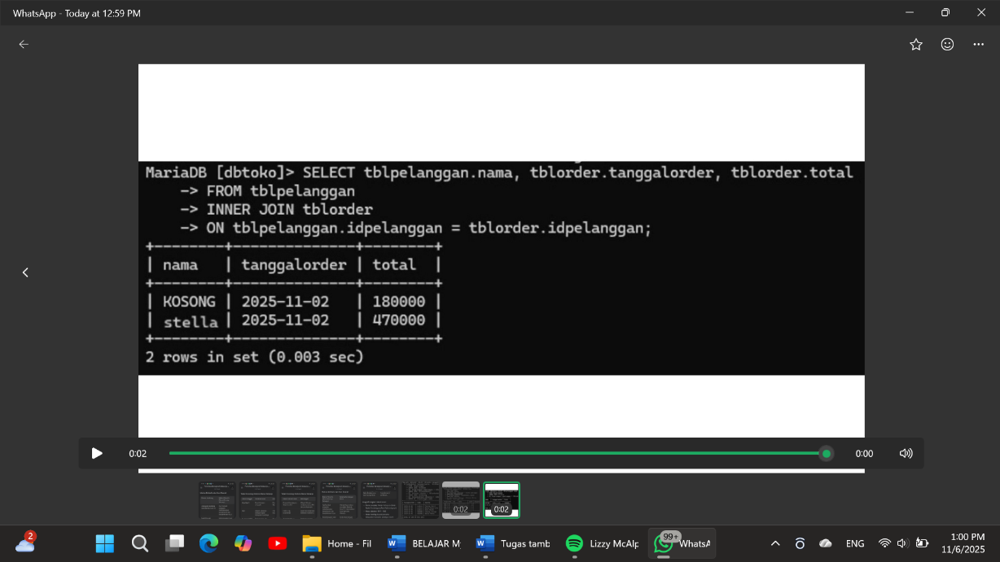 WhatsApp - Today at 12:59 PM
MariaDB [dbtoko]> SELECT tblpelanggan.nama, tblorder.tanggalorder, tblorder.total
-> FROM tblpelanggan
-> INNER JOIN tblorder
-> ON tblpelanggan.idpelanggan = tblorder.idpelanggan;
+--------+--------------+--------+
| nama | tanggalorder | total |
+--------+--------------+--------+
| KOSONG | 2025-11-02 | 180000 |
| stella | 2025-11-02 | 470000 |
+--------+--------------+--------+
2 rows in set (0.003 sec)
0:02 0:00
0:02 0:02
2 Home - Fil BELAJAR M Tugas tamb Lizzy McAlp 99+ WhatsA ENG 1:00 PM
11/6/2025